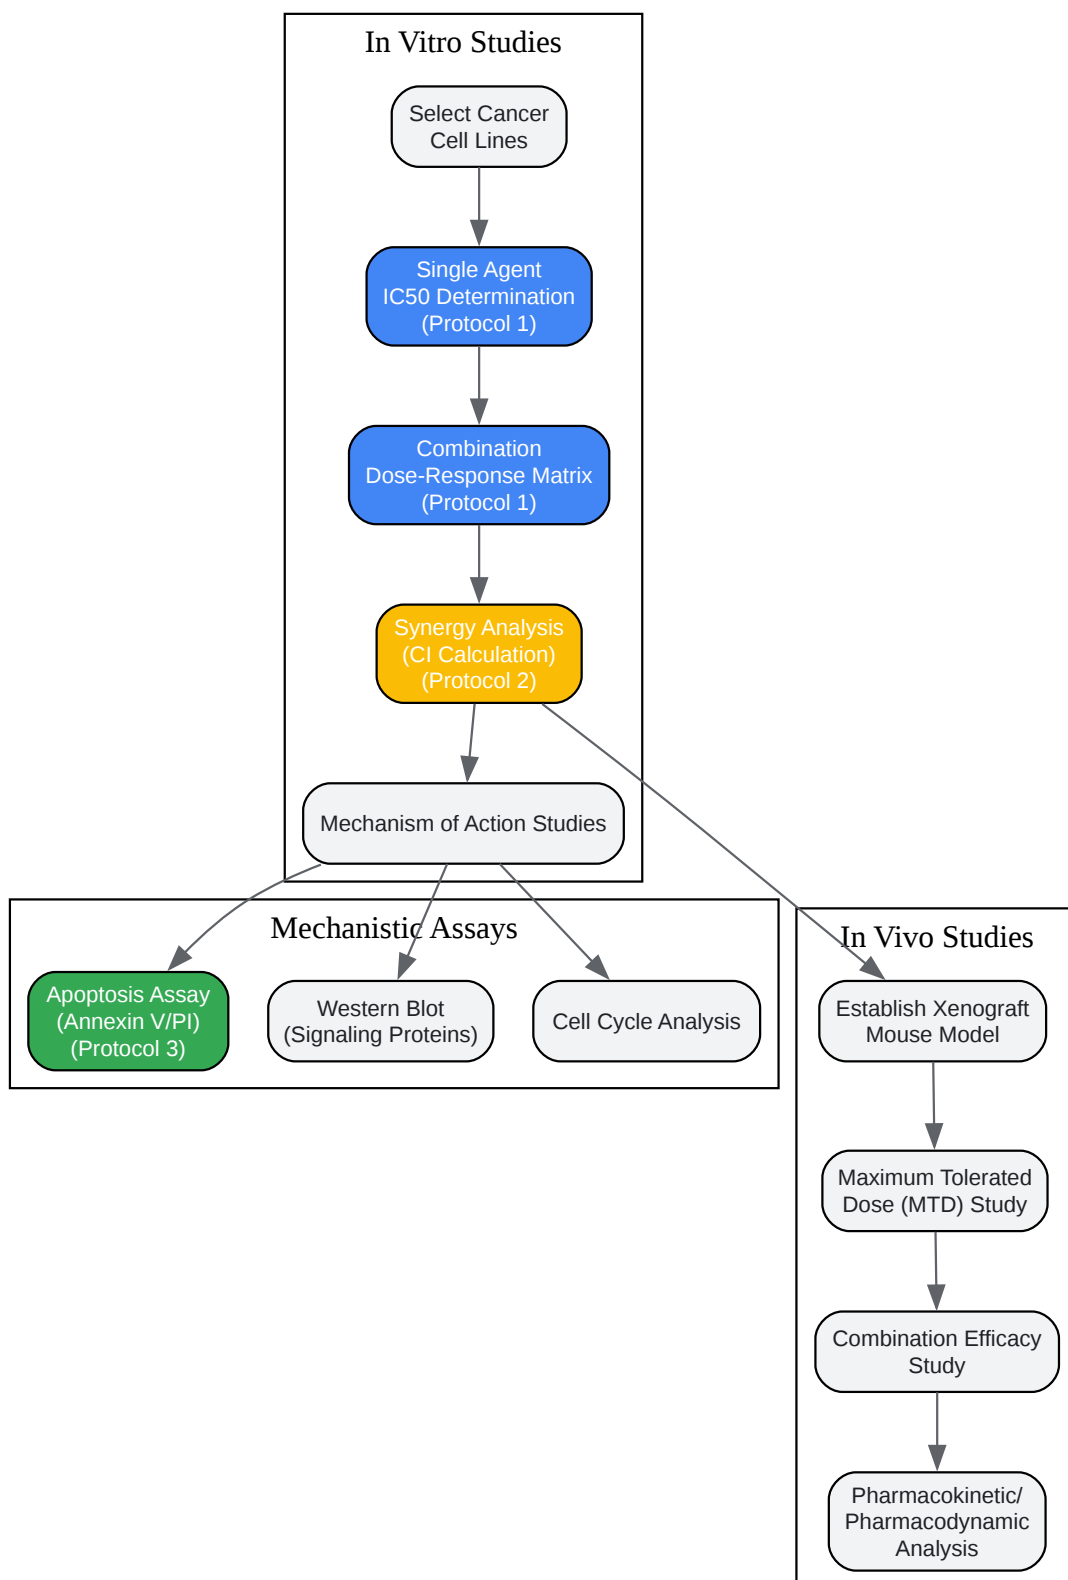 In Vitro Studies
Select Cancer
Cell Lines
Single Agent
IC50 Determination
(Protocol 1)
Combination
Dose-Response Matrix
(Protocol 1)
Synergy Analysis
(CI Calculation)
(Protocol 2)
Mechanism of Action Studies
Mechanistic Assays
Apoptosis Assay
(Annexin V/PI)
(Protocol 3)
Western Blot
(Signaling Proteins)
Cell Cycle Analysis
In Vivo Studies
Establish Xenograft
Mouse Model
Maximum Tolerated
Dose (MTD) Study
Combination Efficacy
Study
Pharmacokinetic/
Pharmacodynamic
Analysis